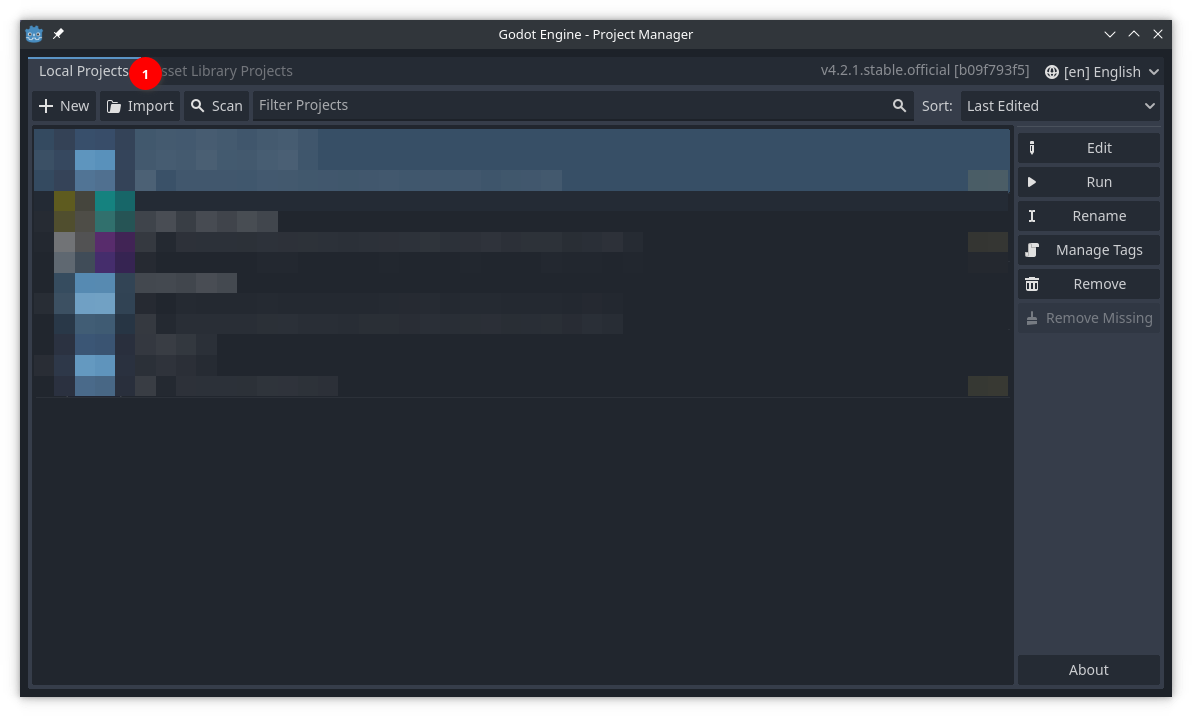 Godot Engine - Project Manager
Local Projects 1 sset Library Projects v4.2.1.stable.official [b09f793f5] [en] English
New Import Scan Filter Projects Sort: Last Edited
Edit
Run
Rename
Manage Tags
Remove
Remove Missing
About